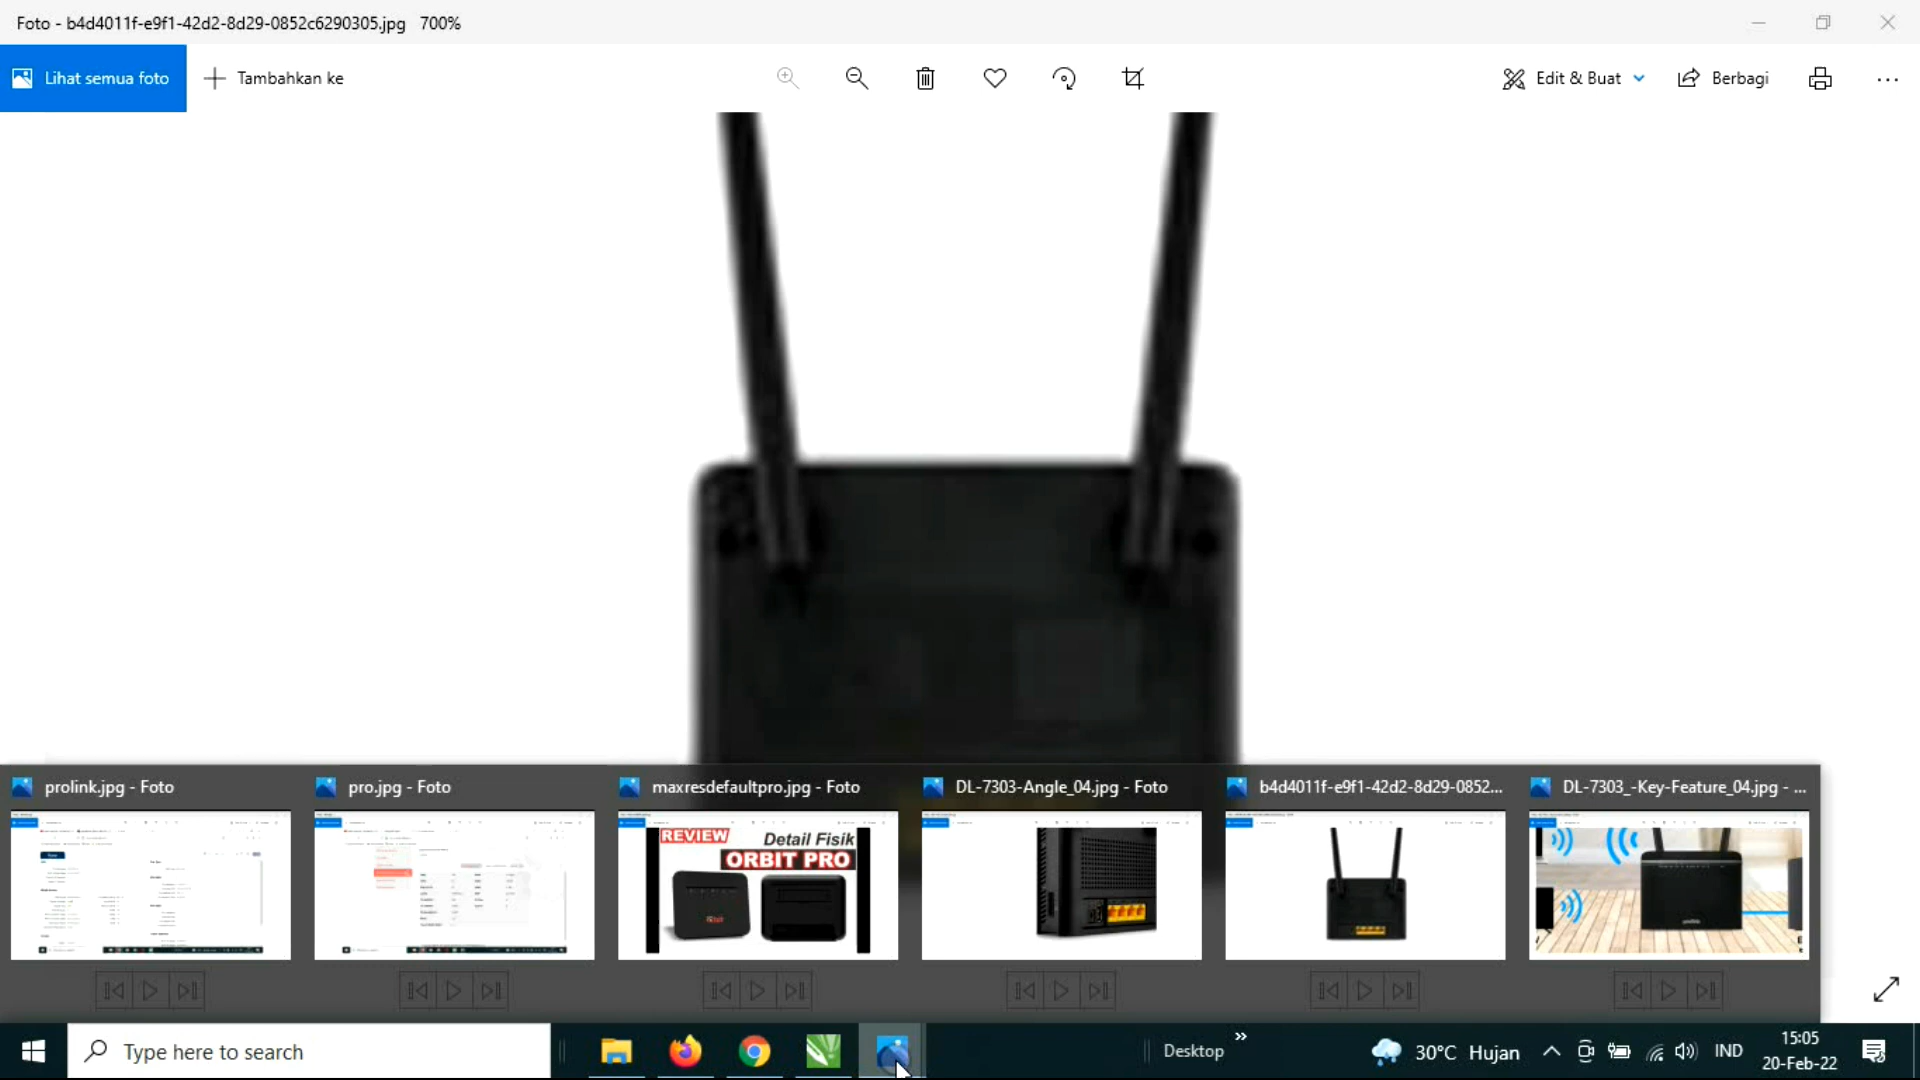 Foto - b4d4011f-e9f1-42d2-8d29-0852c6290305.jpg 700%
Lihat semua foto
Tambahkan ke
Edit & Buat
Berbagi
prolink.jpg - Foto
pro.jpg - Foto
maxresdefaultpro.jpg - Foto
DL-7303-Angle_04.jpg - Foto
b4d4011f-e9f1-42d2-8d29-0852...
DL-7303_-Key-Feature_04.jpg - ...
REVIEW
Detail Fisik
ORBIT PRO
Type here to search
Desktop
30°C Hujan
IND
15:05
20-Feb-22